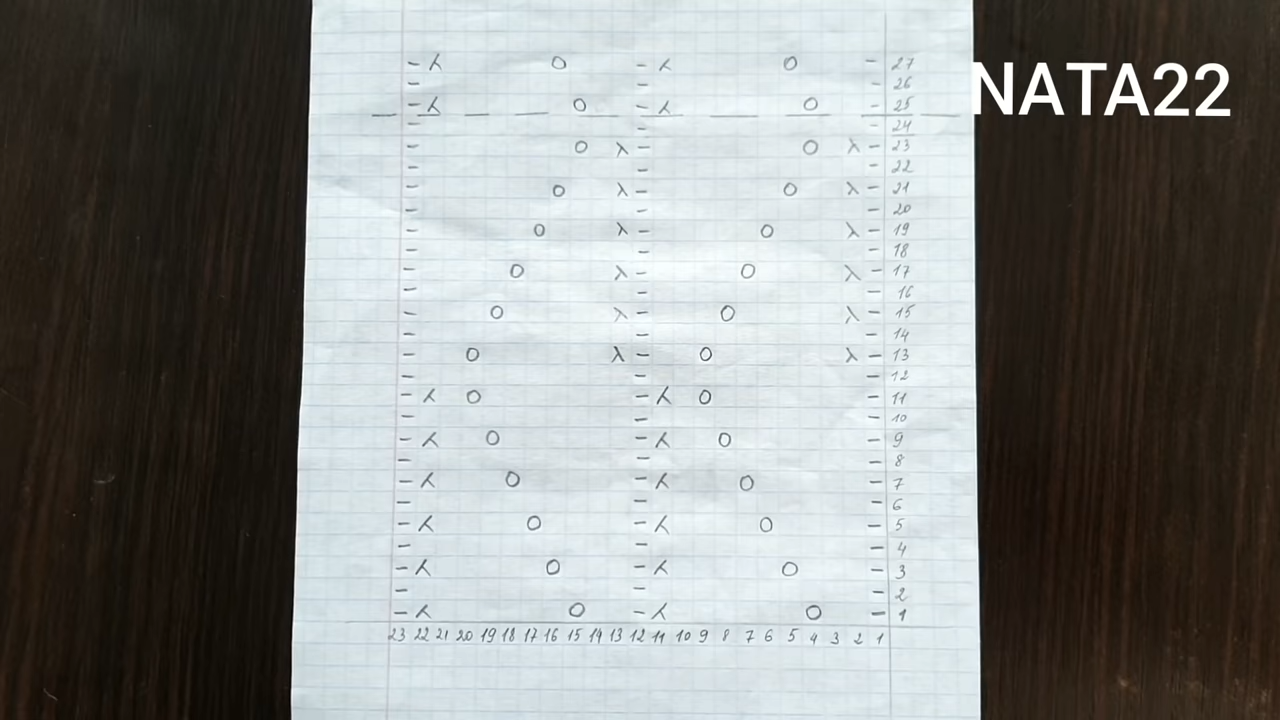 NATA22
- ⅄ O - ⅄ O - 27
- - - 26
- ⅄ O - ⅄ O - 25
- - - 24
- O λ - O λ - 23
- - - 22
- O λ - O λ - 21
- - - 20
- O λ - O λ - 19
- - - 18
- O λ - O λ - 17
- - - 16
- O λ - O λ - 15
- - - 14
- O λ - O λ - 13
- - - 12
- ⅄ O - ⅄ O - 11
- - - 10
- ⅄ O - ⅄ O - 9
- - - 8
- ⅄ O - ⅄ O - 7
- - - 6
- ⅄ O - ⅄ O - 5
- - - 4
- ⅄ O - ⅄ O - 3
- - - 2
- ⅄ O - ⅄ O - 1
23 22 21 20 19 18 17 16 15 14 13 12 11 10 9 8 7 6 5 4 3 2 1